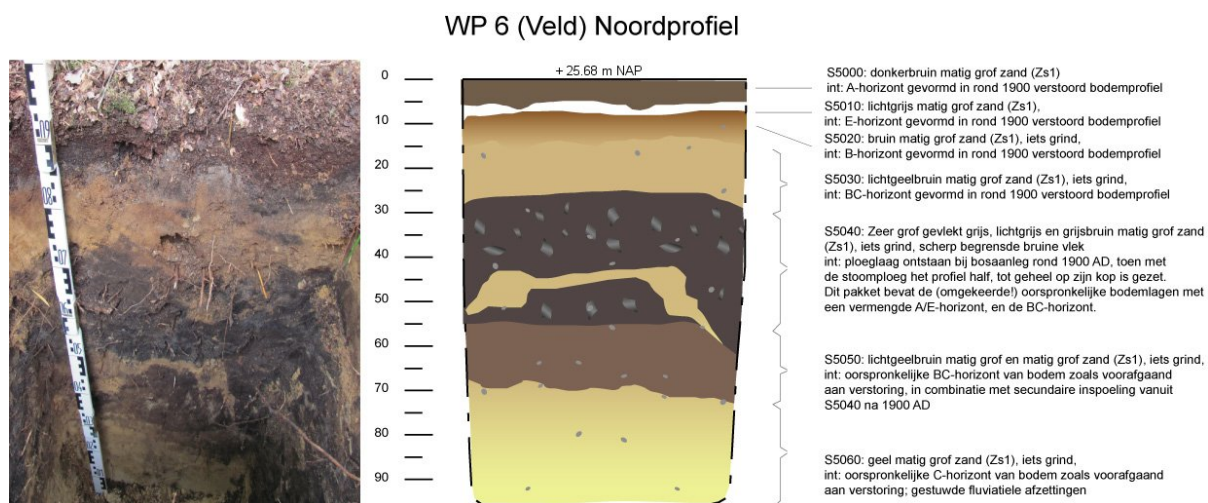 WP 6 (Veld) Noordprofiel
+ 25.68 m NAP
0
10
20
30
40
50
60
70
80
90
S5000: donkerbruin matig grof zand (Zs1)
int: A-horizont gevormd in rond 1900 verstoord bodemprofiel
S5010: lichtgrijs matig grof zand (Zs1),
int: E-horizont gevormd in rond 1900 verstoord bodemprofiel
S5020: bruin matig grof zand (Zs1), iets grind,
int: B-horizont gevormd in rond 1900 verstoord bodemprofiel
S5030: lichtgeelbruin matig grof zand (Zs1), iets grind,
int: BC-horizont gevormd in rond 1900 verstoord bodemprofiel
S5040: Zeer grof gevlekt grijs, lichtgrijs en grijsbruin matig grof zand
(Zs1), iets grind, scherp begrensde bruine vlek
int: ploeglaag ontstaan bij bosaanleg rond 1900 AD, toen met
de stoomploeg het profiel half, tot geheel op zijn kop is gezet.
Dit pakket bevat de (omgekeerde!) oorspronkelijke bodemlagen met
een vermengde A/E-horizont, en de BC-horizont.
S5050: lichtgeelbruin matig grof en matig grof zand (Zs1), iets grind,
int: oorspronkelijke BC-horizont van bodem zoals voorafgaand
aan verstoring, in combinatie met secundaire inspoeling vanuit
S5040 na 1900 AD
S5060: geel matig grof zand (Zs1), iets grind,
int: oorspronkelijke C-horizont van bodem zoals voorafgaand
aan verstoring; gestuwde fluviatiele afzettingen